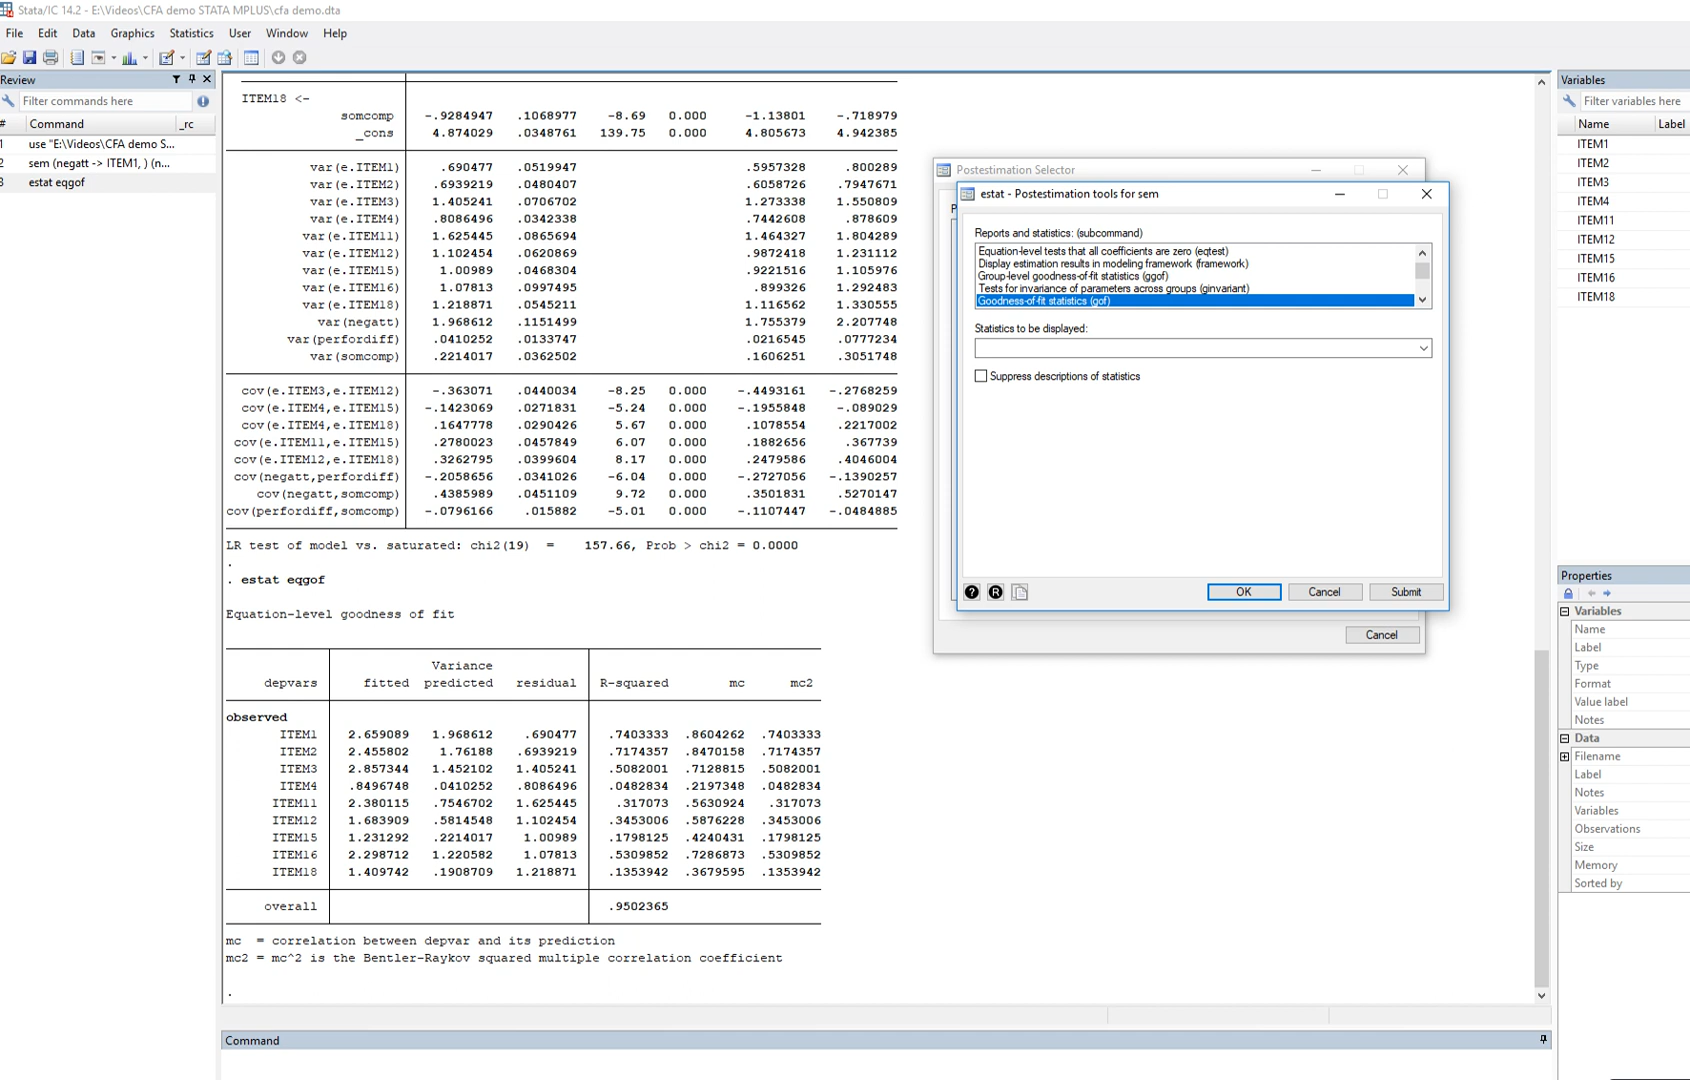 Stata/IC 14.2 - E:\Videos\CFA demo STATA MPLUS\cfa demo.dta
File Edit Data Graphics Statistics User Window Help
Review
Filter commands here
# Command _rc
1 use "E:\Videos\CFA demo S...
2 sem (negatt -> ITEM1, ) (n...
3 estat eqgof
ITEM18 <-
somcomp -.9284947 .1068977 -8.69 0.000 -1.13801 -.718979
_cons 4.874029 .0348761 139.75 0.000 4.805673 4.942385
var(e.ITEM1) .690477 .0519947 .5957328 .800289
var(e.ITEM2) .6939219 .0480407 .6058726 .7947671
var(e.ITEM3) 1.405241 .0706702 1.273338 1.550809
var(e.ITEM4) .8086496 .0342338 .7442608 .878609
var(e.ITEM11) 1.625445 .0865694 1.464327 1.804289
var(e.ITEM12) 1.102454 .0620869 .9872418 1.231112
var(e.ITEM15) 1.00989 .0468304 .9221516 1.105976
var(e.ITEM16) 1.07813 .0997495 .899326 1.292483
var(e.ITEM18) 1.218871 .0545211 1.116562 1.330555
var(negatt) 1.968612 .1151499 1.755379 2.207748
var(perfordiff) .0410252 .0133747 .0216545 .0777234
var(somcomp) .2214017 .0362502 .1606251 .3051748
cov(e.ITEM3,e.ITEM12) -.363071 .0440034 -8.25 0.000 -.4493161 -.2768259
cov(e.ITEM4,e.ITEM15) -.1423069 .0271831 -5.24 0.000 -.1955848 -.089029
cov(e.ITEM4,e.ITEM18) .1647778 .0290426 5.67 0.000 .1078554 .2217002
cov(e.ITEM11,e.ITEM15) .2780023 .0457849 6.07 0.000 .1882656 .367739
cov(e.ITEM12,e.ITEM18) .3262795 .0399604 8.17 0.000 .2479586 .4046004
cov(negatt,perfordiff) -.2058656 .0341026 -6.04 0.000 -.2727056 -.1390257
cov(negatt,somcomp) .4385989 .0451109 9.72 0.000 .3501831 .5270147
cov(perfordiff,somcomp) -.0796166 .015882 -5.01 0.000 -.1107447 -.0484885
LR test of model vs. saturated: chi2(19) = 157.66, Prob > chi2 = 0.0000
.
. estat eqgof
Equation-level goodness of fit
Variance
depvars fitted predicted residual R-squared mc mc2
observed
ITEM1 2.659089 1.968612 .690477 .7403333 .8604262 .7403333
ITEM2 2.455802 1.76188 .6939219 .7174357 .8470158 .7174357
ITEM3 2.857344 1.452102 1.405241 .5082001 .7128815 .5082001
ITEM4 .8496748 .0410252 .8086496 .0482834 .2197348 .0482834
ITEM11 2.380115 .7546702 1.625445 .317073 .5630924 .317073
ITEM12 1.683909 .5814548 1.102454 .3453006 .5876228 .3453006
ITEM15 1.231292 .2214017 1.00989 .1798125 .4240431 .1798125
ITEM16 2.298712 1.220582 1.07813 .5309852 .7286873 .5309852
ITEM18 1.409742 .1908709 1.218871 .1353942 .3679595 .1353942
overall .9502365
mc = correlation between depvar and its prediction
mc2 = mc^2 is the Bentler-Raykov squared multiple correlation coefficient
.
Command
Postestimation Selector
P
estat - Postestimation tools for sem
Reports and statistics: (subcommand)
Equation-level tests that all coefficients are zero (eqtest)
Display estimation results in modeling framework (framework)
Group-level goodness-of-fit statistics (ggof)
Tests for invariance of parameters across groups (ginvariant)
Goodness-of-fit statistics (gof)
Statistics to be displayed:
Suppress descriptions of statistics
OK Cancel Submit
Cancel
Variables
Filter variables here
Name Label
ITEM1
ITEM2
ITEM3
ITEM4
ITEM11
ITEM12
ITEM15
ITEM16
ITEM18
Properties
Variables
Name
Label
Type
Format
Value label
Notes
Data
Filename
Label
Notes
Variables
Observations
Size
Memory
Sorted by